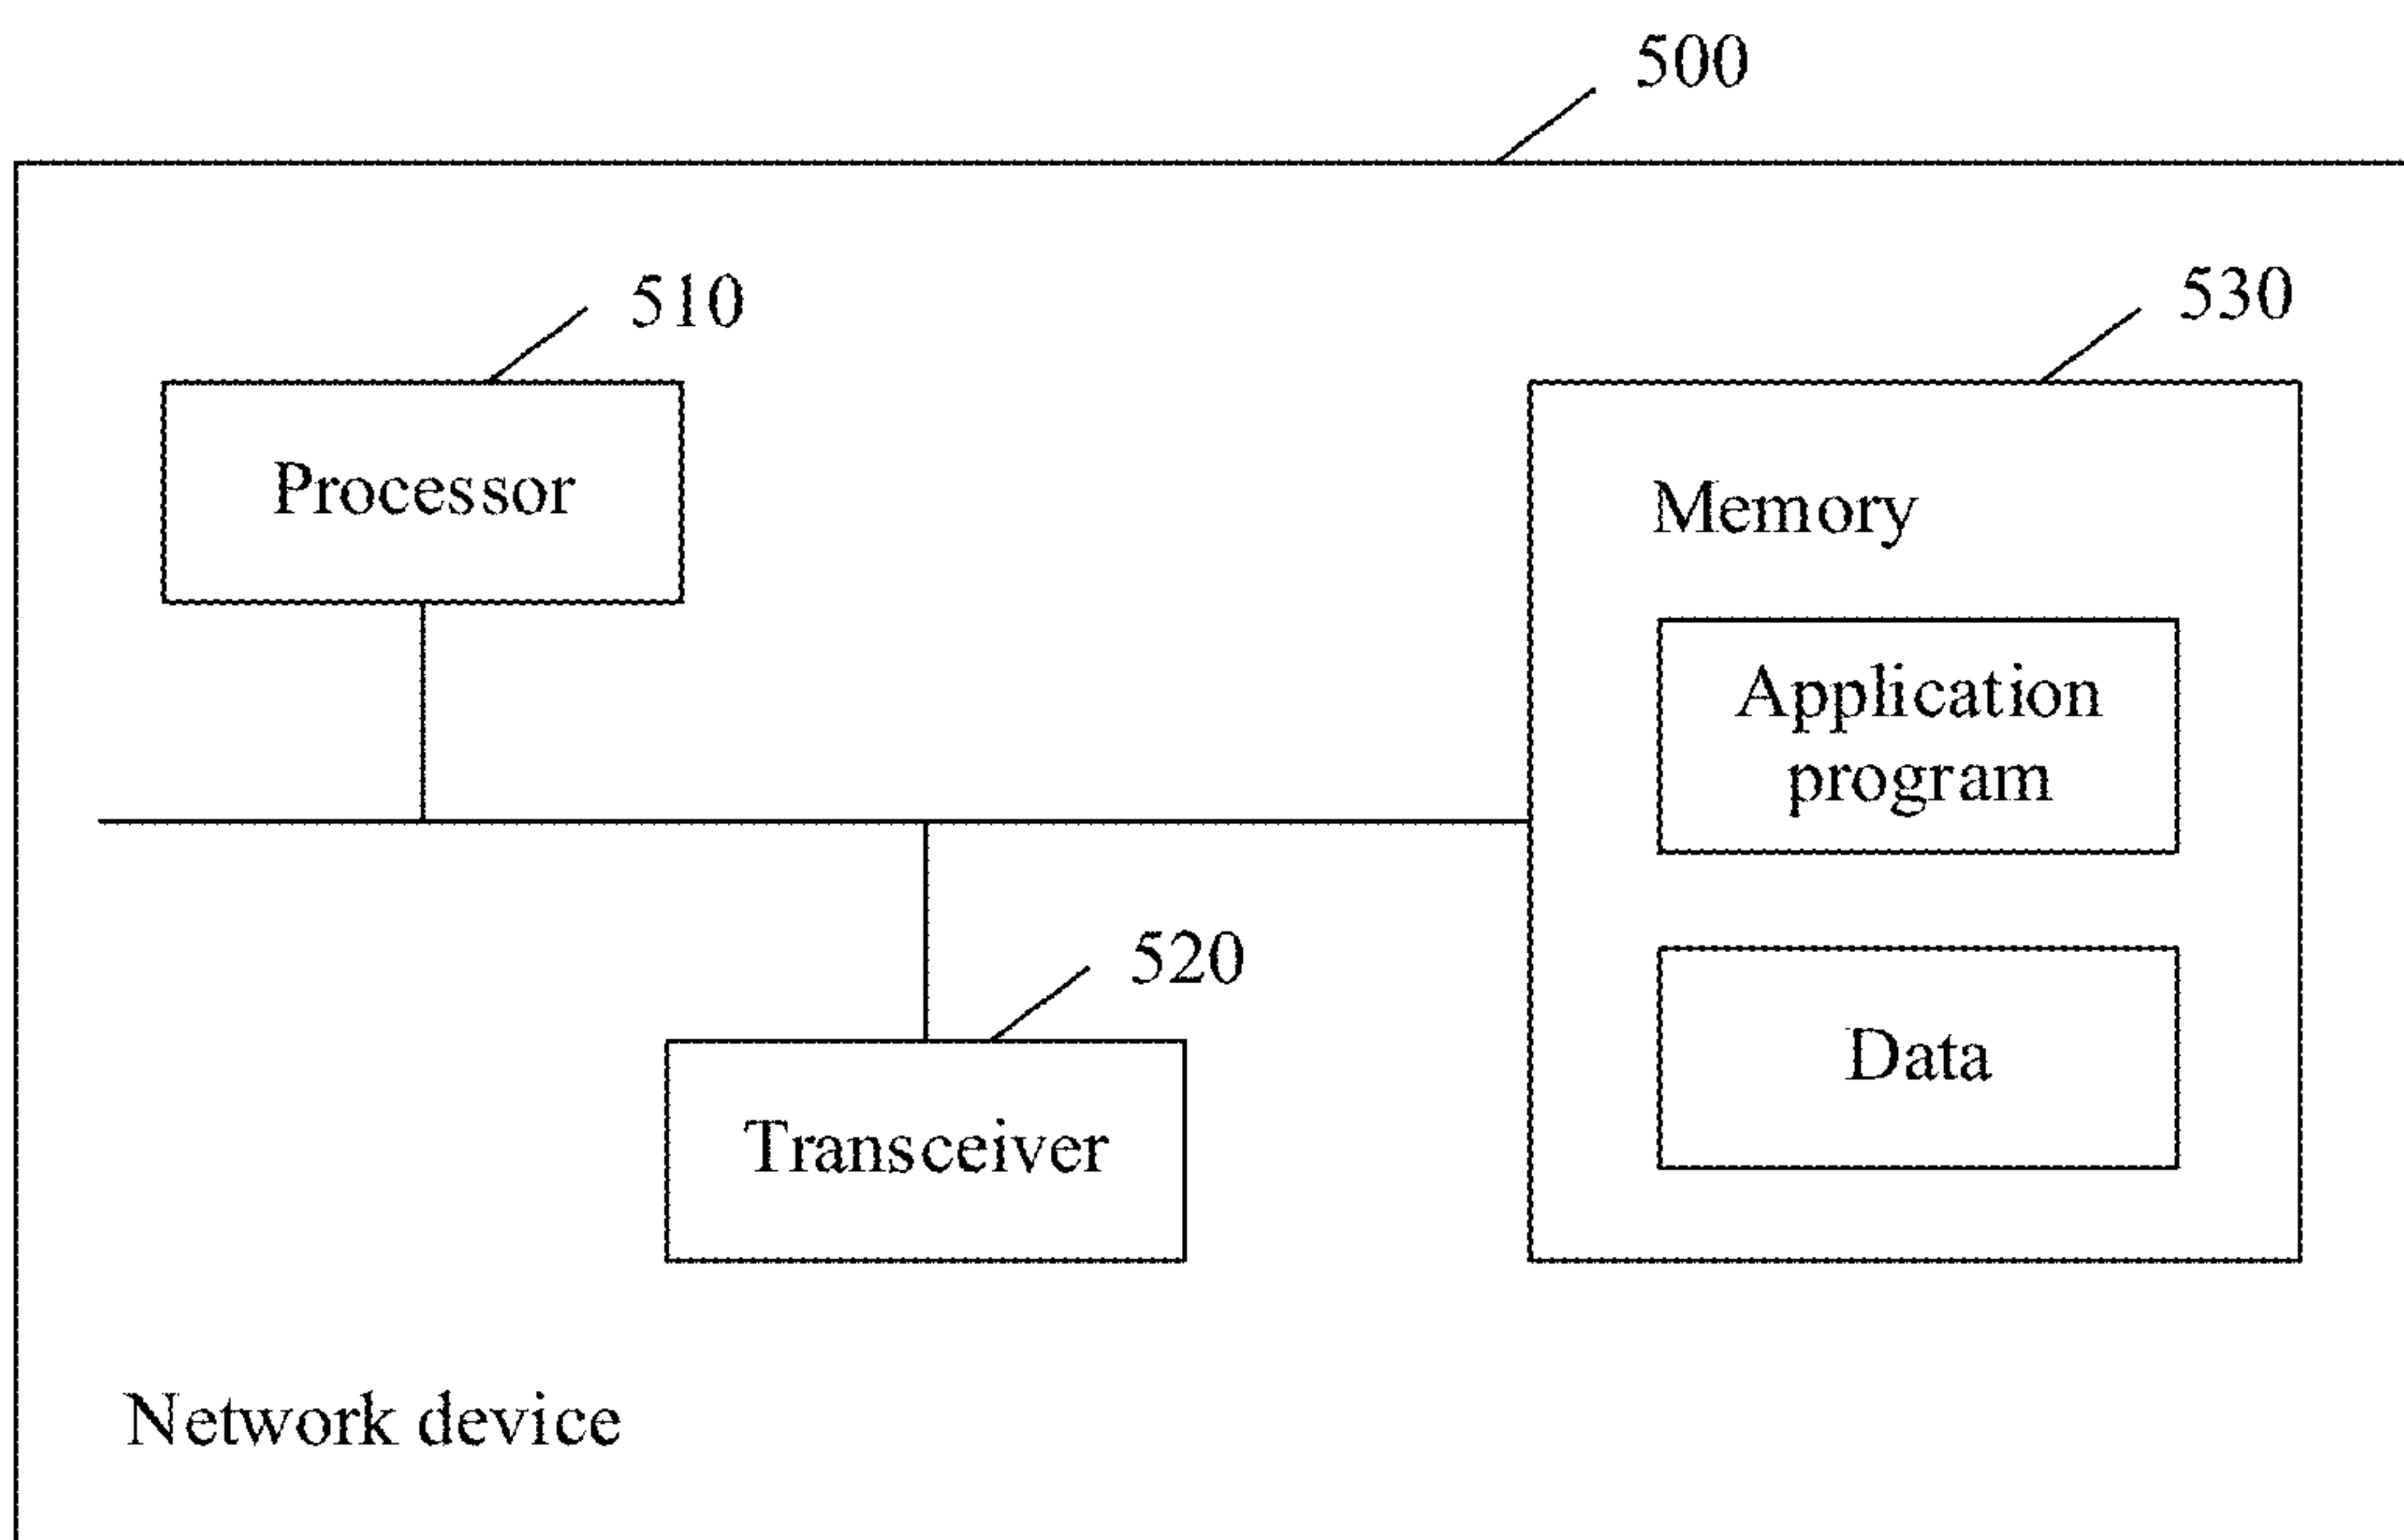 500
510
530
Processor
Memory
Application
program
520
Data
Transceiver
Network device